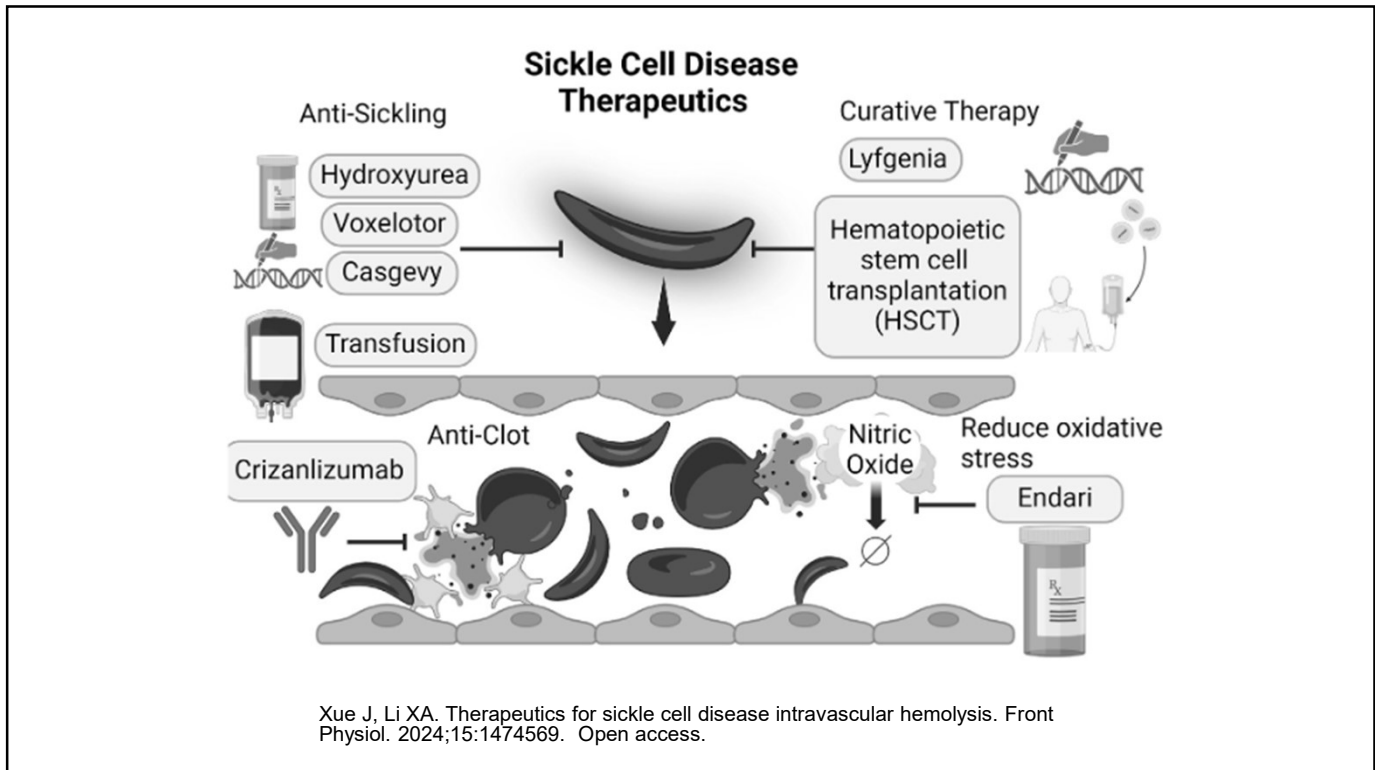 Sickle Cell Disease
Therapeutics
Anti-Sickling
Hydroxyurea
Voxelotor
Casgevy
Transfusion
Curative Therapy
Lyfgenia
Hematopoietic
stem cell
transplantation
(HSCT)
Anti-Clot
Crizanlizumab
Nitric
Oxide
Reduce oxidative
stress
Endari
Rx
Xue J, Li XA. Therapeutics for sickle cell disease intravascular hemolysis. Front
Physiol. 2024;15:1474569. Open access.